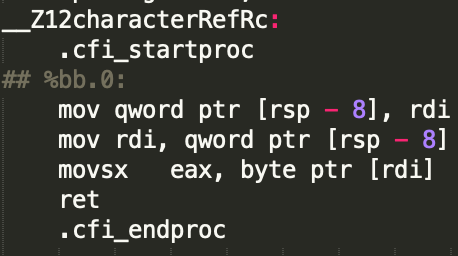 __Z12characterRefRc:
.cfi_startproc
## %bb.0:
mov qword ptr [rsp - 8], rdi
mov rdi, qword ptr [rsp - 8]
movsx eax, byte ptr [rdi]
ret
.cfi_endproc